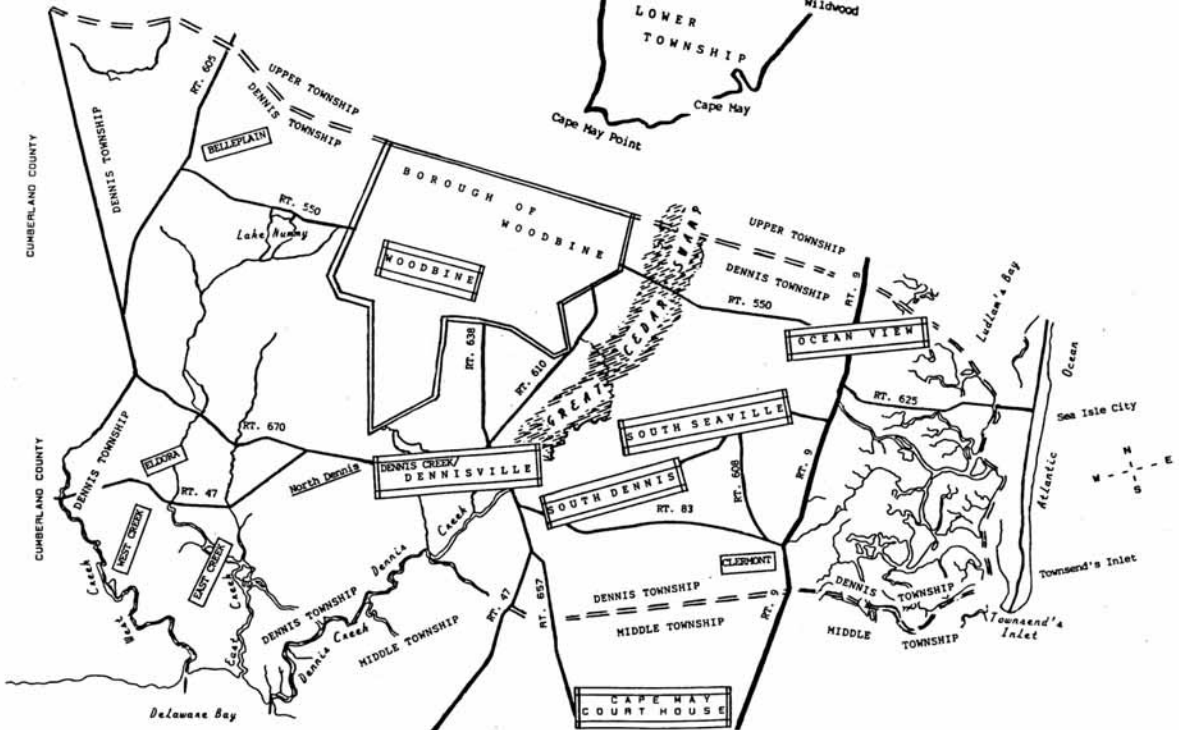 Wildwood
LOWER
TOWNSHIP
Cape May
Cape May Point
CUMBERLAND COUNTY
DENNIS TOWNSHIP
RT. 605
UPPER TOWNSHIP
DENNIS TOWNSHIP
BELLEPLAIN
RT. 550
Lake Nummy
BOROUGH OF
WOODBINE
WOODBINE
GREAT CEDAR SWAMP
UPPER TOWNSHIP
DENNIS TOWNSHIP
RT. 550
RT. 9
OCEAN VIEW
Ludlam's Bay
Atlantic Ocean
Sea Isle City
RT. 625
RT. 638
RT. 610
SOUTH SEAVILLE
N
W - - E
S
CUMBERLAND COUNTY
DENNIS TOWNSHIP
RT. 670
ELDORA
North Dennis
DENNIS CREEK/
DENNISVILLE
RT. 47
SOUTH DENNIS
RT. 608
RT. 9
RT. 83
WEST CREEK
EAST CREEK
Creek
CLERMONT
West Creek
East Creek
DENNIS TOWNSHIP
Dennis Creek
Dennis
MIDDLE TOWNSHIP
RT. 47
RT. 657
DENNIS TOWNSHIP
MIDDLE TOWNSHIP
RT. 9
DENNIS TOWNSHIP
MIDDLE TOWNSHIP
Townsend's Inlet
Townsend's
Inlet
Delaware Bay
CAPE MAY
COURT HOUSE